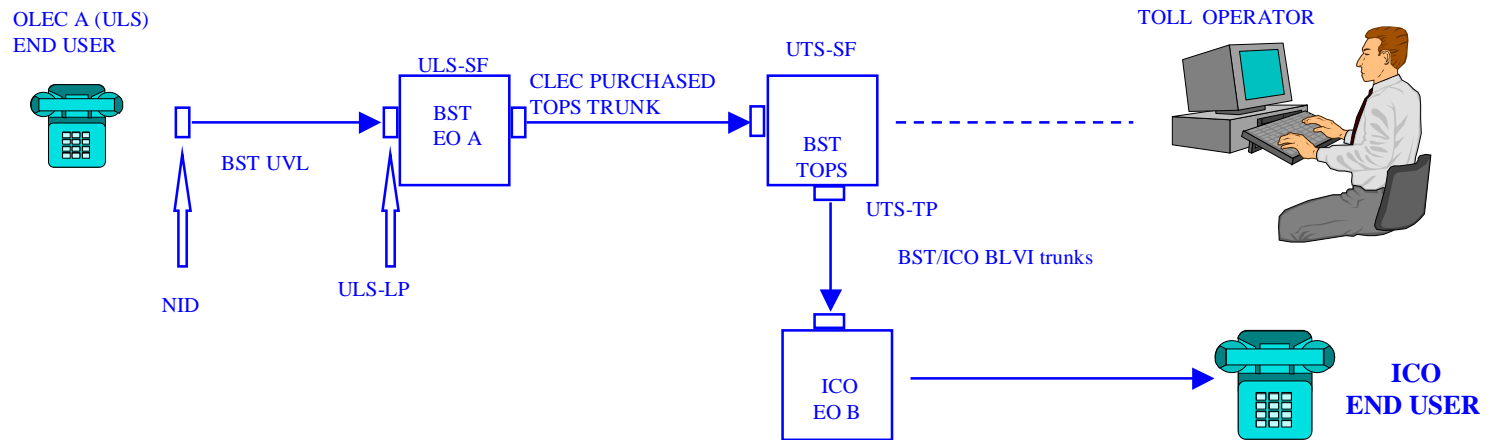 OLEC A (ULS)
END USER
TOLL OPERATOR
UTS-SF
ULS-SF
CLEC PURCHASED
TOPS TRUNK
BST
EO A
BST
TOPS
BST UVL
UTS-TP
BST/ICO BLVI trunks
NID
ULS-LP
ICO
EO B
ICO
END USER